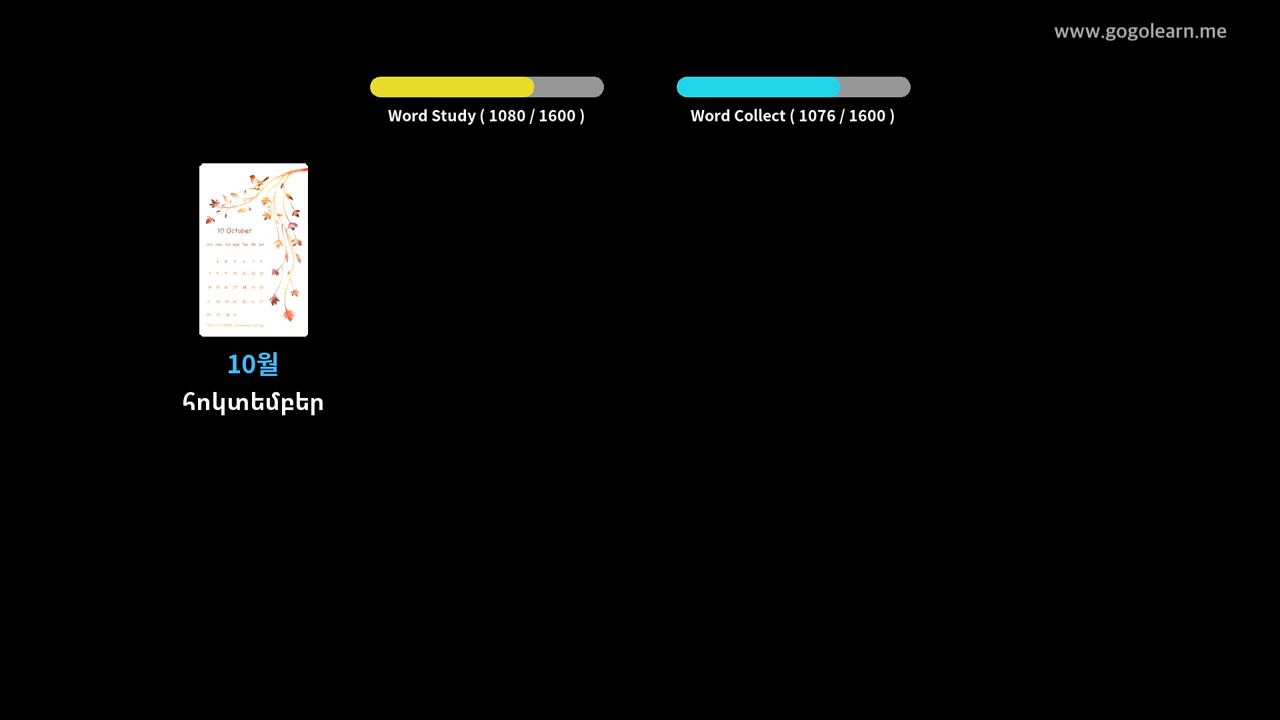 www.gogolearn.me
Word Study ( 1080 / 1600 )
Word Collect ( 1076 / 1600 )
10 October
10월
հոկտեմբեր